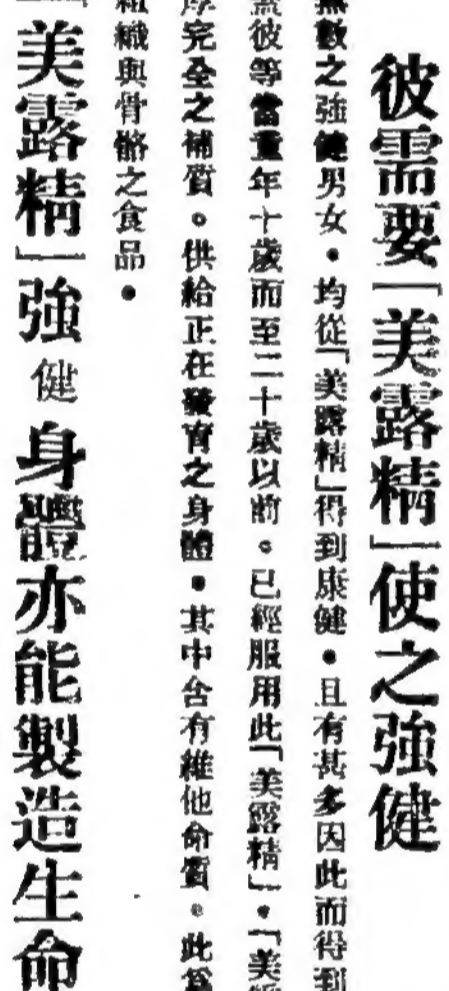 彼需要「美露精」使之強健
無數之強健男女．均從「美露精」得到康健．且有甚多因此而得到
等當童年十歲而至二十歲以前。已經服用此「美露精」．「美
完全之補質。供給正在發育之身體．其中含有維他命質。此
組織與骨骼之食品．
美露精」強健身體亦能製造生命